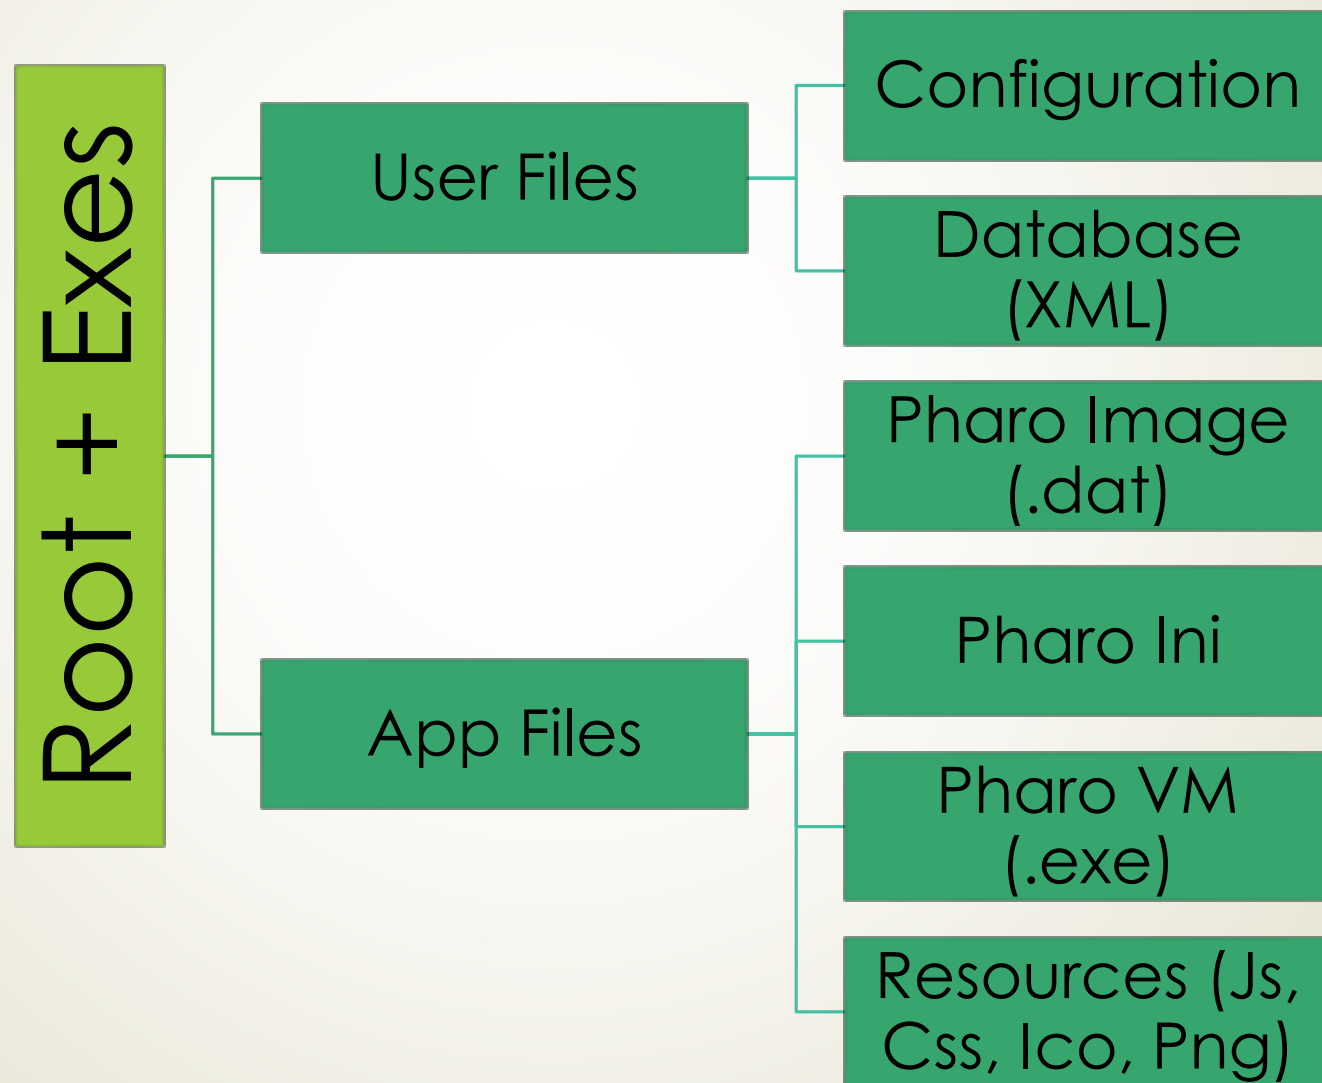 Root + Exes
User Files
Configuration
Database
(XML)
App Files
Pharo Image
(.dat)
Pharo Ini
Pharo VM
(.exe)
Resources (Js,
Css, Ico, Png)